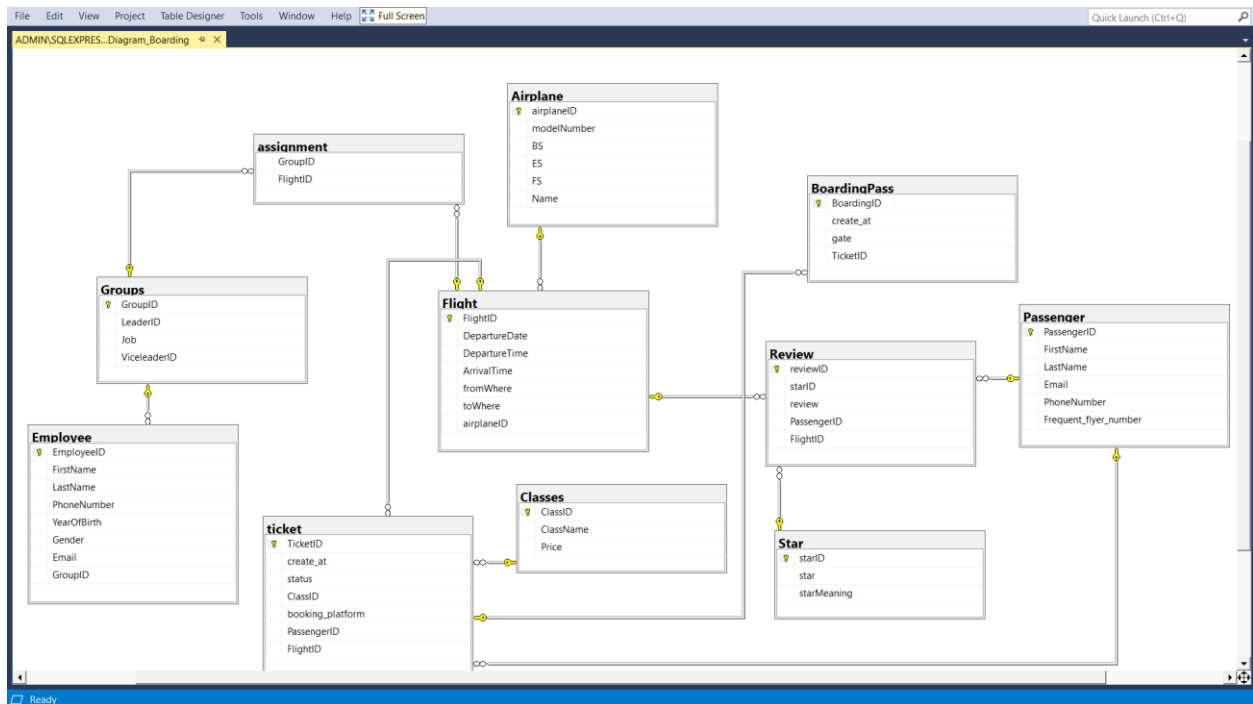 File Edit View Project Table Designer Tools Window Help Full Screen
Quick Launch (Ctrl+Q)
ADMIN\SQLEXPRES...Diagram_Boarding
Airplane
airplaneID
modelNumber
BS
ES
FS
Name
assignment
GroupID
FlightID
BoardingPass
BoardingID
create_at
gate
TicketID
Groups
GroupID
LeaderID
Job
ViceleaderID
Flight
FlightID
DepartureDate
DepartureTime
ArrivalTime
fromWhere
toWhere
airplaneID
Passenger
PassengerID
FirstName
LastName
Email
PhoneNumber
Frequent_flyer_number
Review
reviewID
starID
review
PassengerID
FlightID
Employee
EmployeeID
FirstName
LastName
PhoneNumber
YearOfBirth
Gender
Email
GroupID
Classes
ClassID
ClassName
Price
ticket
TicketID
create_at
status
ClassID
booking_platform
PassengerID
FlightID
Star
starID
star
starMeaning
Ready